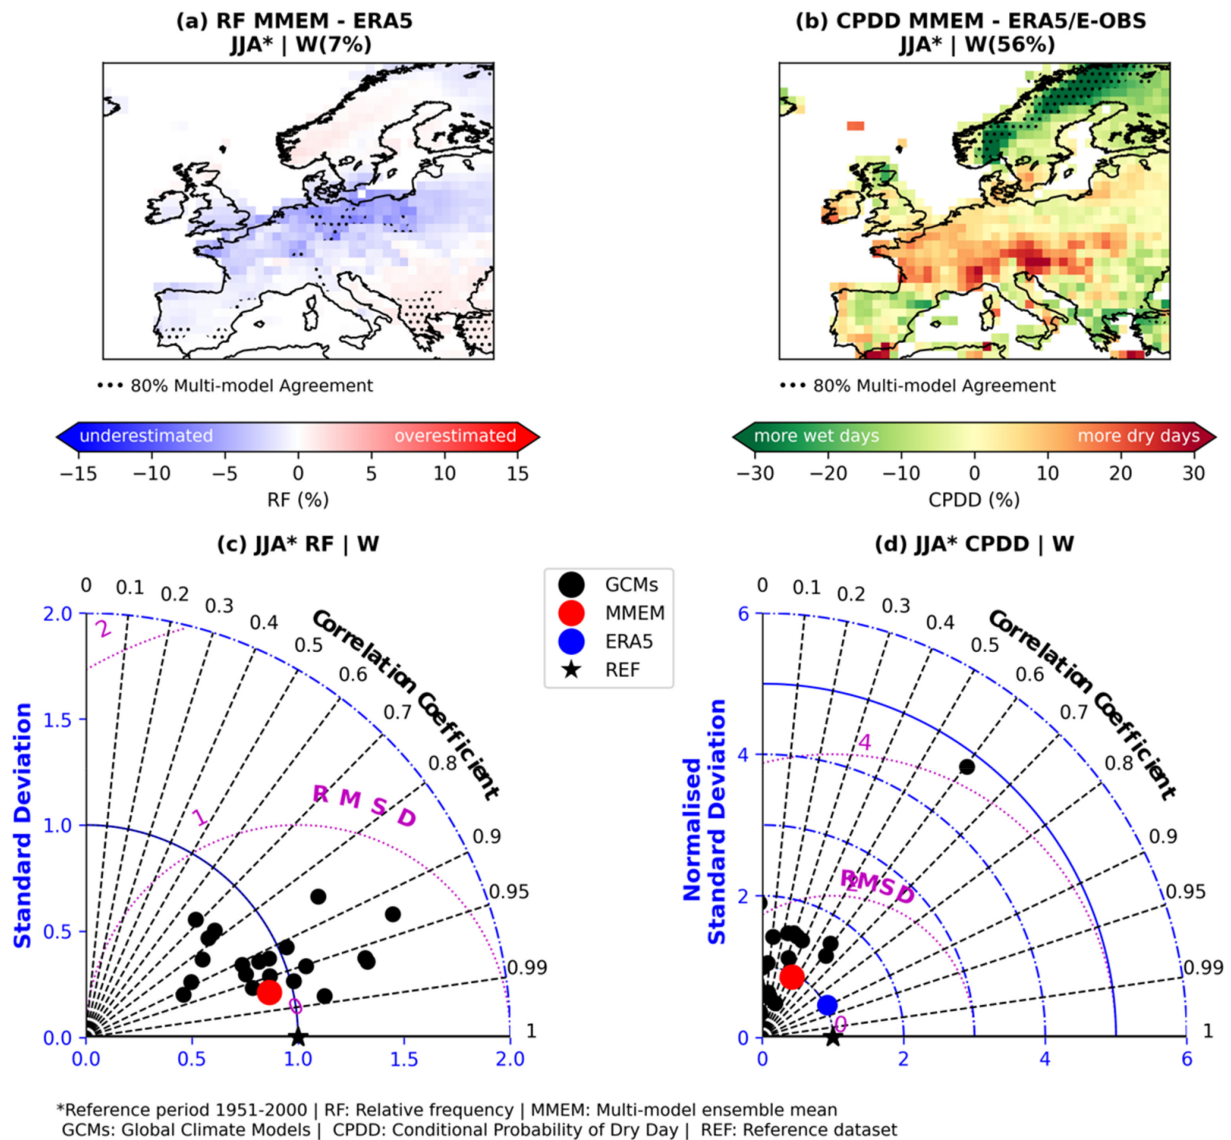 (a) RF MMEM - ERA5
JJA* | W(7%)
(b) CPDD MMEM - ERA5/E-OBS
JJA* | W(56%)
••• 80% Multi-model Agreement
••• 80% Multi-model Agreement
underestimated overestimated
−15 −10 −5 0 5 10 15
RF (%)
more wet days more dry days
−30 −20 −10 0 10 20 30
CPDD (%)
(c) JJA* RF | W
0 0.1 0.2 0.3 0.4 0.5 0.6 0.7 0.8 0.9 0.95 0.99 1
Correlation Coefficient
Standard Deviation
2.0
1.5
1.0
0.5
0.0
2
1
0
RMSD
0.0 0.5 1.0 1.5 2.0
GCMs
MMEM
ERA5
REF
(d) JJA* CPDD | W
0 0.1 0.2 0.3 0.4 0.5 0.6 0.7 0.8 0.9 0.95 0.99 1
Correlation Coefficient
Normalised
Standard Deviation
6
4
2
0
4
2
0
RMSD
0 2 4 6
*Reference period 1951-2000 | RF: Relative frequency | MMEM: Multi-model ensemble mean
GCMs: Global Climate Models | CPDD: Conditional Probability of Dry Day | REF: Reference dataset